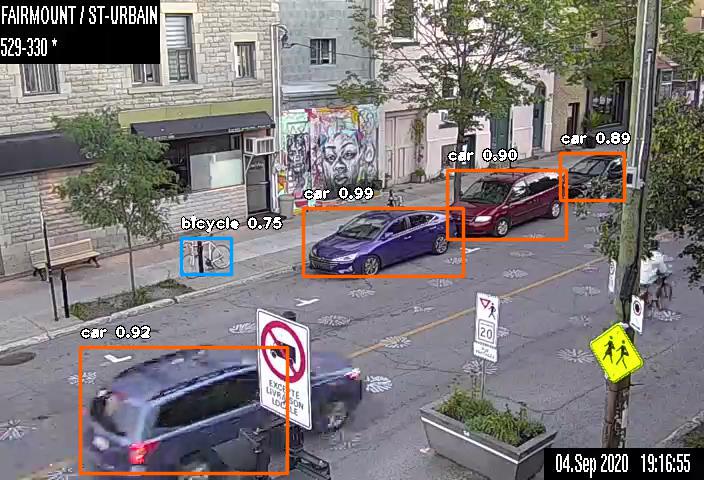 FAIRMOUNT / ST-URBAIN
529-330 *
car 0.89
car 0.90
car 0.99
bicycle 0.75
car 0.92
20
EXCEPTÉ
LIVRAISON
LOCALE
04.Sep 2020 19:16:55